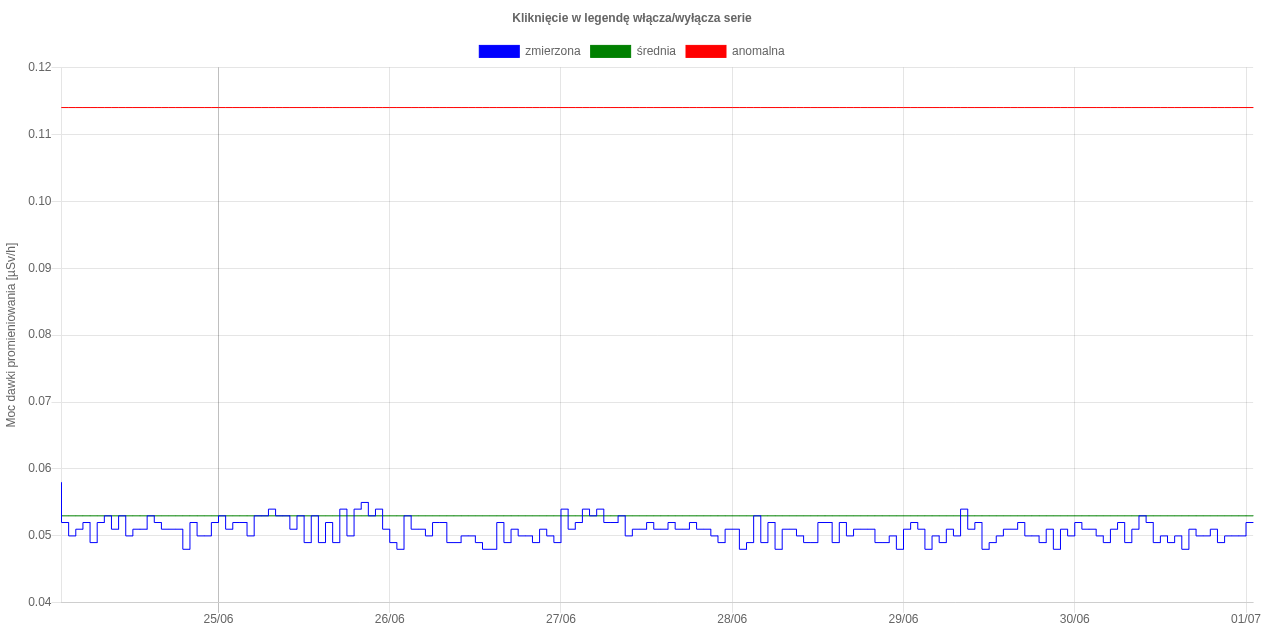 Kliknięcie w legendę włącza/wyłącza serie
zmierzona średnia anomalna
Moc dawki promieniowania [µSv/h]
0.12
0.11
0.10
0.09
0.08
0.07
0.06
0.05
0.04
25/06 26/06 27/06 28/06 29/06 30/06 01/07